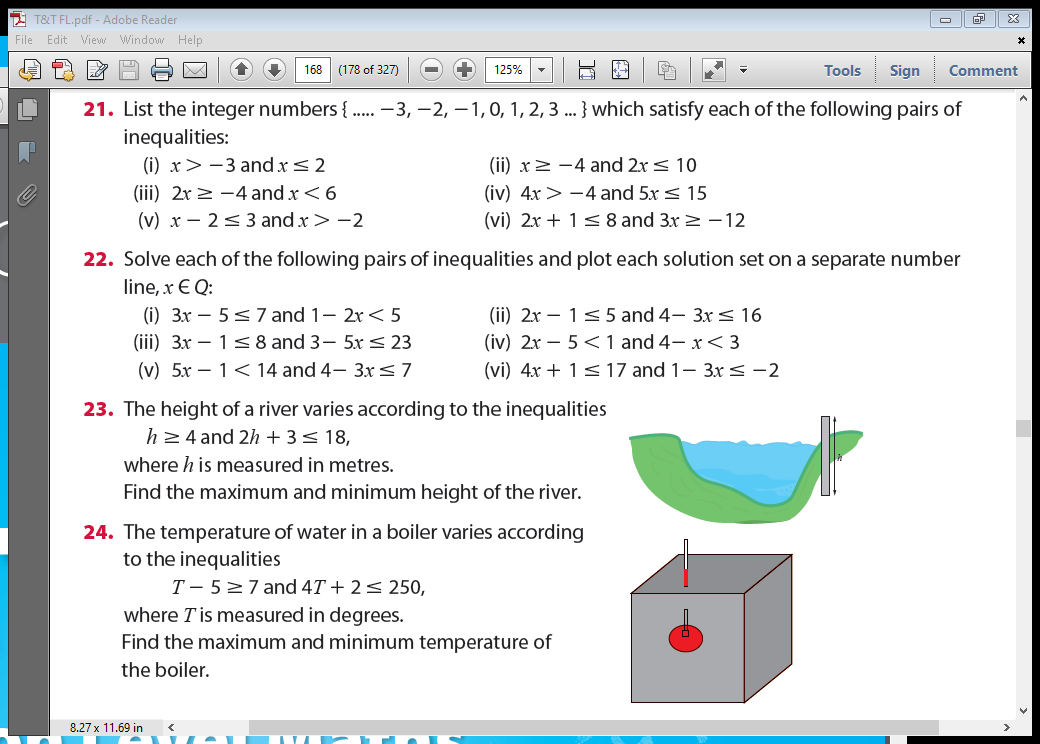 T&T FL.pdf - Adobe Reader
File Edit View Window Help
168 (178 of 327) 125% Tools Sign Comment
21. List the integer numbers { ..... −3, −2, −1, 0, 1, 2, 3 ... } which satisfy each of the following pairs of
inequalities:
(i) x > −3 and x ≤ 2 (ii) x ≥ −4 and 2x ≤ 10
(iii) 2x ≥ −4 and x < 6 (iv) 4x > −4 and 5x ≤ 15
(v) x − 2 ≤ 3 and x > −2 (vi) 2x + 1 ≤ 8 and 3x ≥ −12
22. Solve each of the following pairs of inequalities and plot each solution set on a separate number
line, x ∈ Q:
(i) 3x − 5 ≤ 7 and 1− 2x < 5 (ii) 2x − 1 ≤ 5 and 4− 3x ≤ 16
(iii) 3x − 1 ≤ 8 and 3− 5x ≤ 23 (iv) 2x − 5 < 1 and 4− x < 3
(v) 5x − 1 < 14 and 4− 3x ≤ 7 (vi) 4x + 1 ≤ 17 and 1− 3x ≤ −2
23. The height of a river varies according to the inequalities
h ≥ 4 and 2h + 3 ≤ 18,
where h is measured in metres.
Find the maximum and minimum height of the river.
h
24. The temperature of water in a boiler varies according
to the inequalities
T − 5 ≥ 7 and 4T + 2 ≤ 250,
where T is measured in degrees.
Find the maximum and minimum temperature of
the boiler.
8.27 x 11.69 in